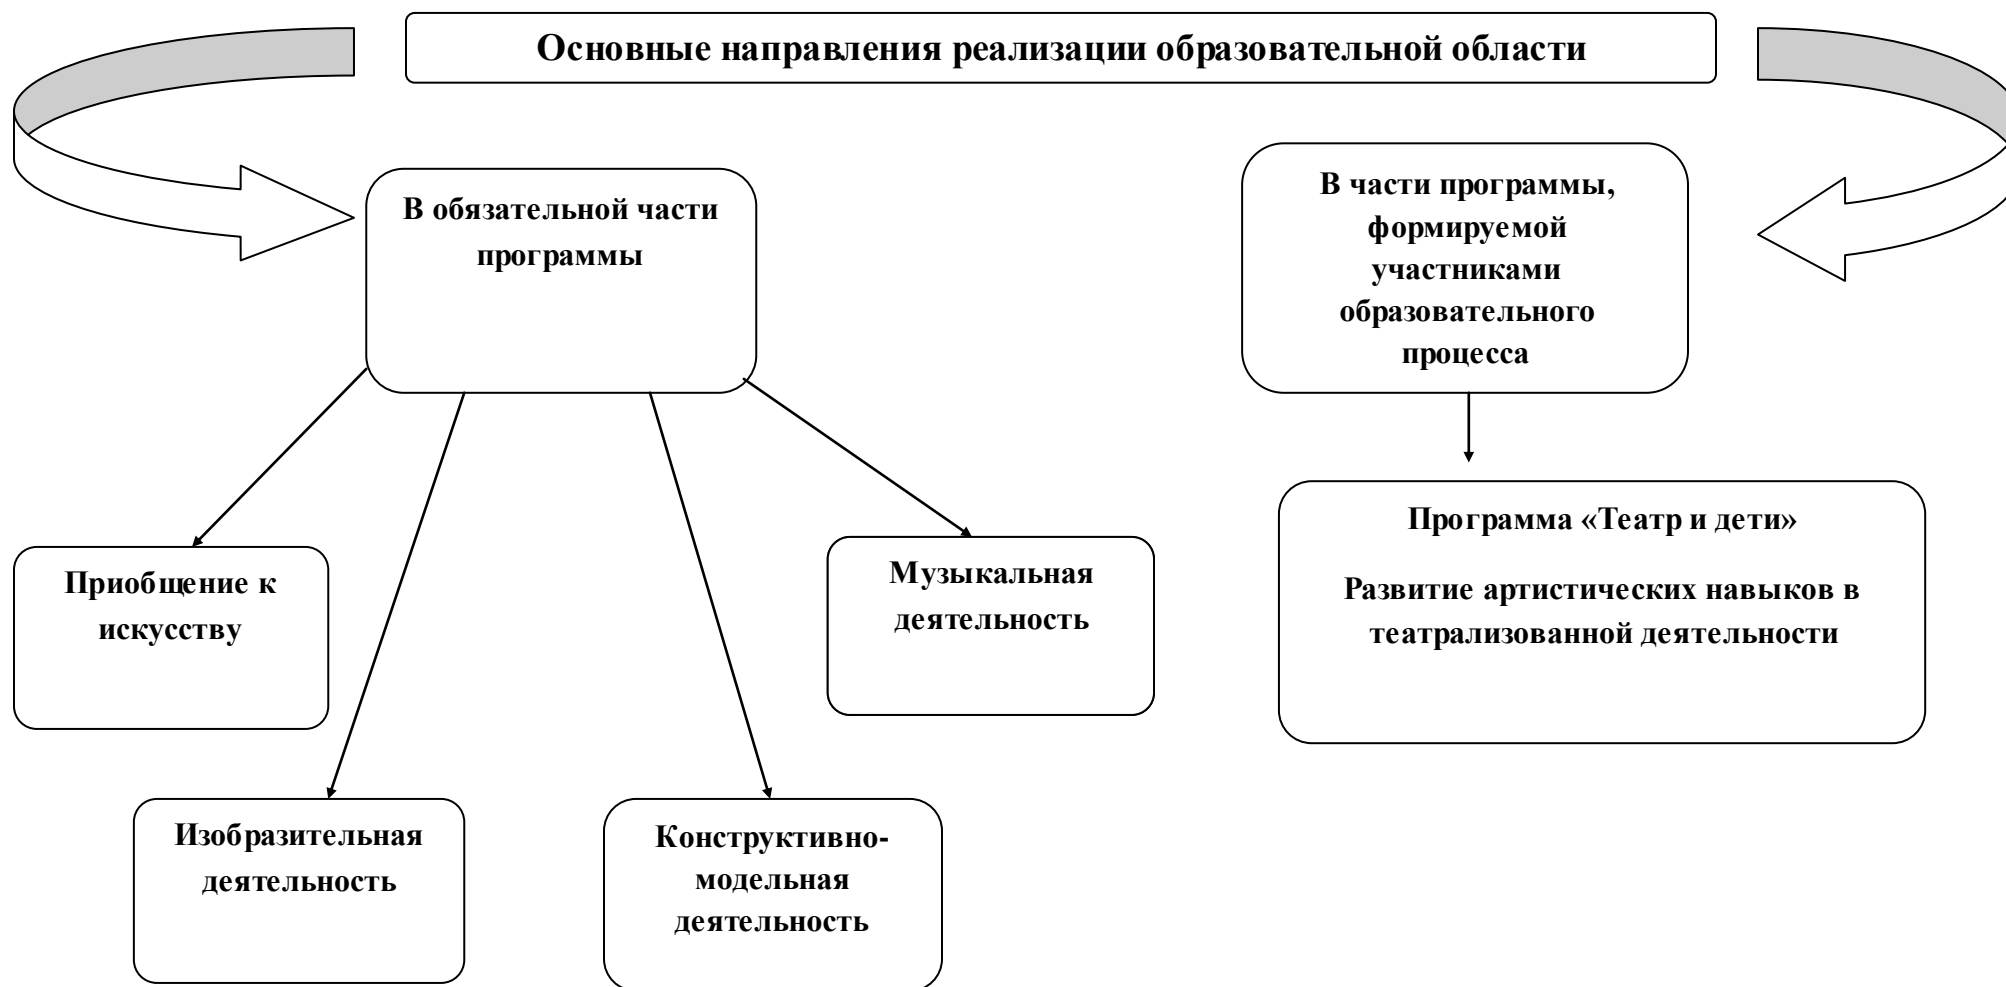 Основные направления реализации образовательной области
В обязательной части
программы
В части программы,
формируемой
участниками
образовательного
процесса
Приобщение к
искусству
Музыкальная
деятельность
Программа «Театр и дети»
Развитие артистических навыков в
театрализованной деятельности
Изобразительная
деятельность
Конструктивно-
модельная
деятельность